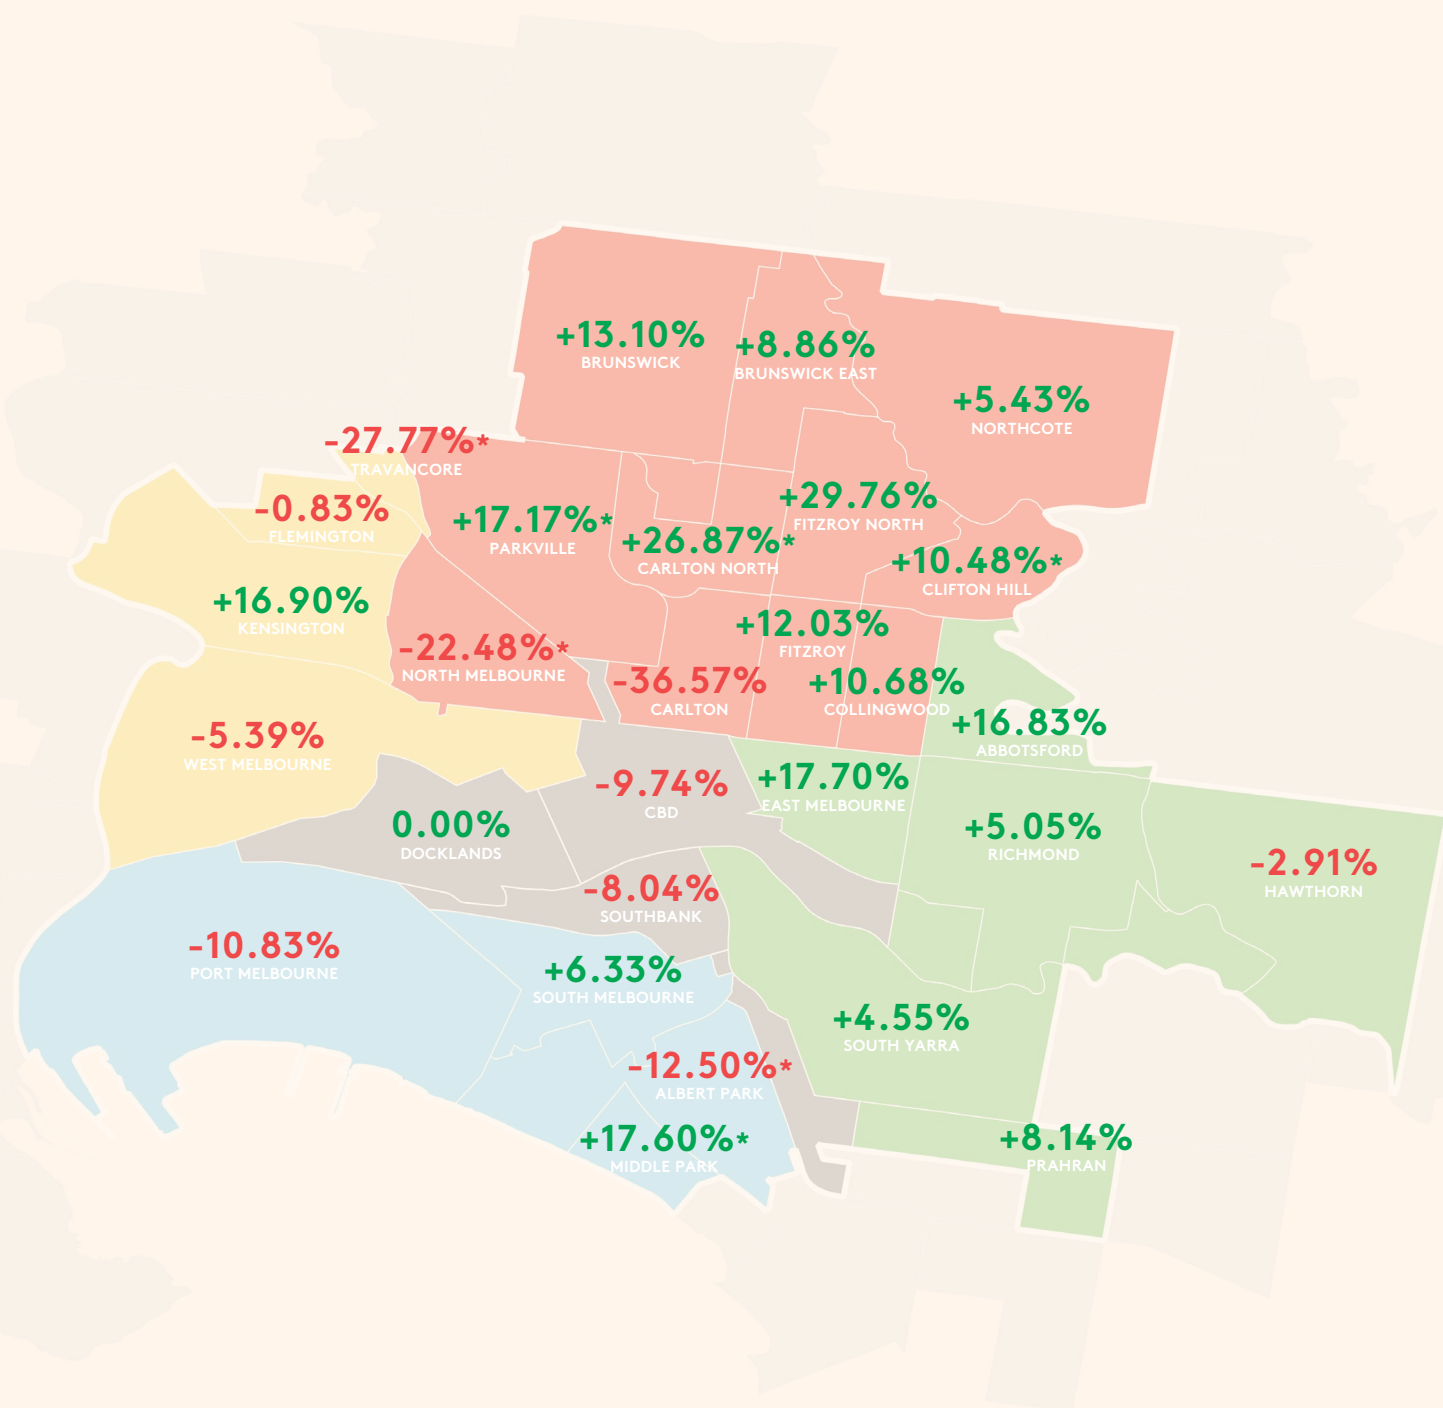 +13.10%
BRUNSWICK
+8.86%
BRUNSWICK EAST
+5.43%
NORTHCOTE
-27.77%*
TRAVANCORE
-0.83%
FLEMINGTON
+17.17%*
PARKVILLE
+26.87%*
CARLTON NORTH
+29.76%
FITZROY NORTH
+10.48%*
CLIFTON HILL
+16.90%
KENSINGTON
-22.48%*
NORTH MELBOURNE
+12.03%
FITZROY
-36.57%
CARLTON
+10.68%
COLLINGWOOD
+16.83%
ABBOTSFORD
-5.39%
WEST MELBOURNE
-9.74%
CBD
+17.70%
EAST MELBOURNE
0.00%
DOCKLANDS
+5.05%
RICHMOND
-2.91%
HAWTHORN
-8.04%
SOUTHBANK
-10.83%
PORT MELBOURNE
+6.33%
SOUTH MELBOURNE
+4.55%
SOUTH YARRA
-12.50%*
ALBERT PARK
+17.60%*
MIDDLE PARK
+8.14%
PRAHRAN